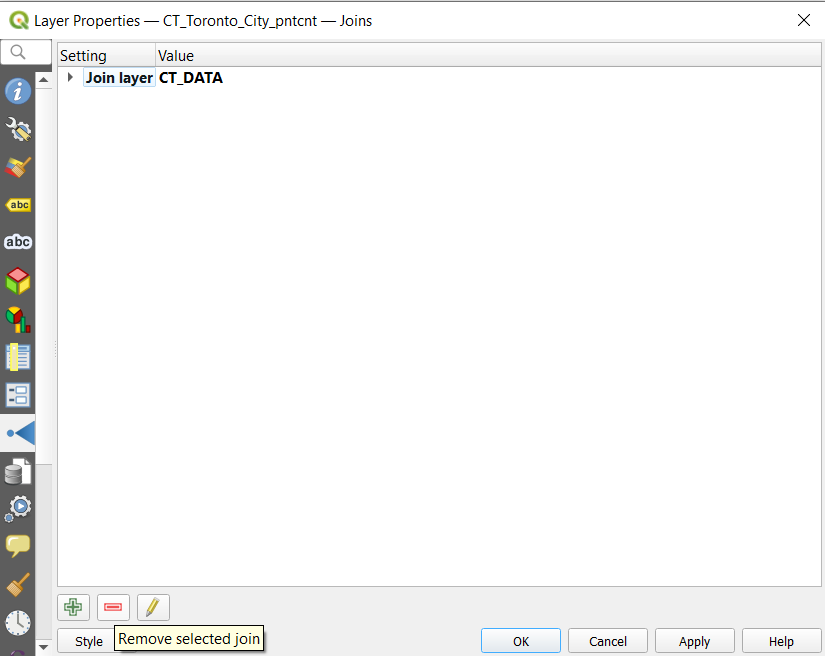 Layer Properties — CT_Toronto_City_pntcnt — Joins
Setting Value
Join layer CT_DATA
abc
abc
Style Remove selected join OK Cancel Apply Help